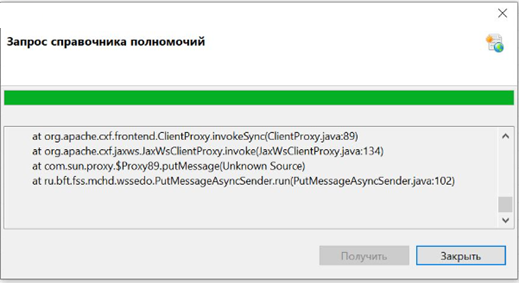 Запрос справочника полномочий
at org.apache.cxf.frontend.ClientProxy.invokeSync(ClientProxy.java:89)
at org.apache.cxf.jaxws.JaxWsClientProxy.invoke(JaxWsClientProxy.java:134)
at com.sun.proxy.$Proxy89.putMessage(Unknown Source)
at ru.bft.fss.mchd.wssedo.PutMessageAsyncSender.run(PutMessageAsyncSender.java:102)
Получить
Закрыть